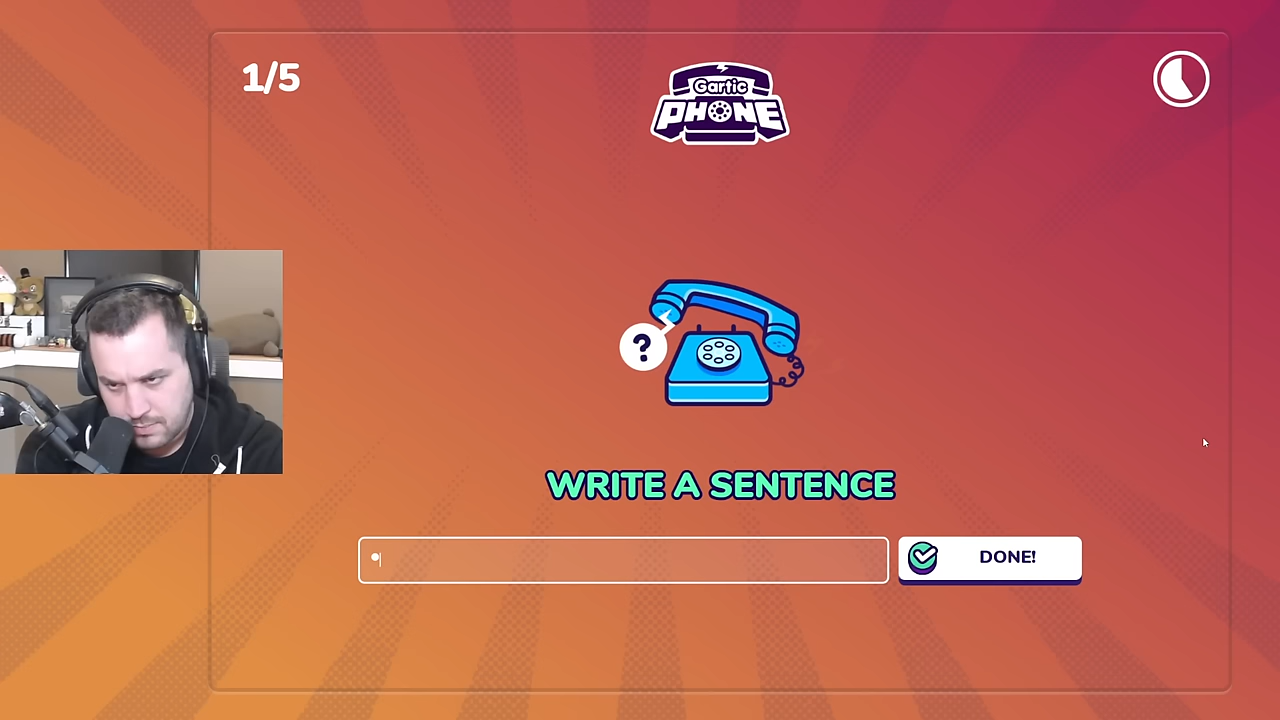 1/5
Gartic
PHONE
?
WRITE A SENTENCE
•
DONE!